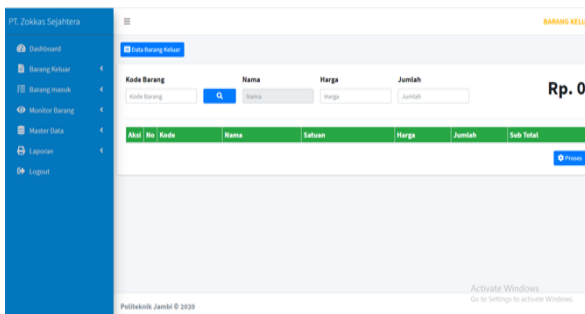 PT. Zokkas Sejahtera
BARANG KELU
Dashboard
Barang Keluar
Barang masuk
Monitor Barang
Master Data
Laporan
Logout
Data Barang Keluar
Kode Barang Nama Harga Jumlah
Kode Barang Nama Harga Jumlah
Rp. 0
Aksi No Kode Nama Satuan Harga Jumlah Sub Total
Proses
Activate Windows
Go to Settings to activate Windows.
Politeknik Jambi © 2020